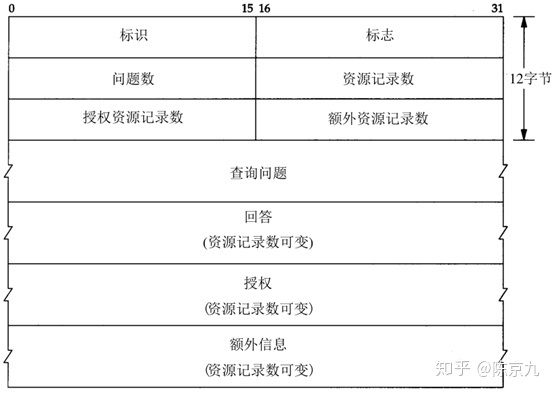 0 15 16 31
标识 标志
问题数 资源记录数 12字节
授权资源记录数 额外资源记录数
查询问题
回答
(资源记录数可变)
授权
(资源记录数可变)
额外信息
(资源记录数可变)
知乎 @陈京九